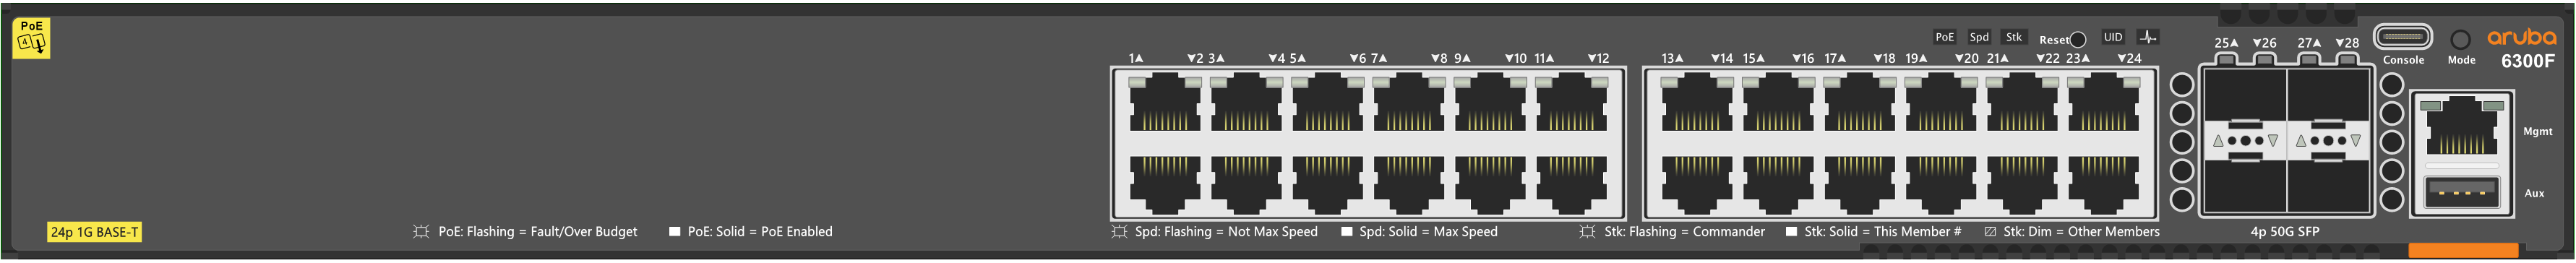 PoE
4
PoE Spd Stk Reset UID
1▲ ▼2 3▲ ▼4 5▲ ▼6 7▲ ▼8 9▲ ▼10 11▲ ▼12
13▲ ▼14 15▲ ▼16 17▲ ▼18 19▲ ▼20 21▲ ▼22 23▲ ▼24
25▲ ▼26 27▲ ▼28
Console
Mode
aruba
6300F
Mgmt
Aux
24p 1G BASE-T
PoE: Flashing = Fault/Over Budget
PoE: Solid = PoE Enabled
Spd: Flashing = Not Max Speed
Spd: Solid = Max Speed
Stk: Flashing = Commander
Stk: Solid = This Member #
Stk: Dim = Other Members
4p 50G SFP